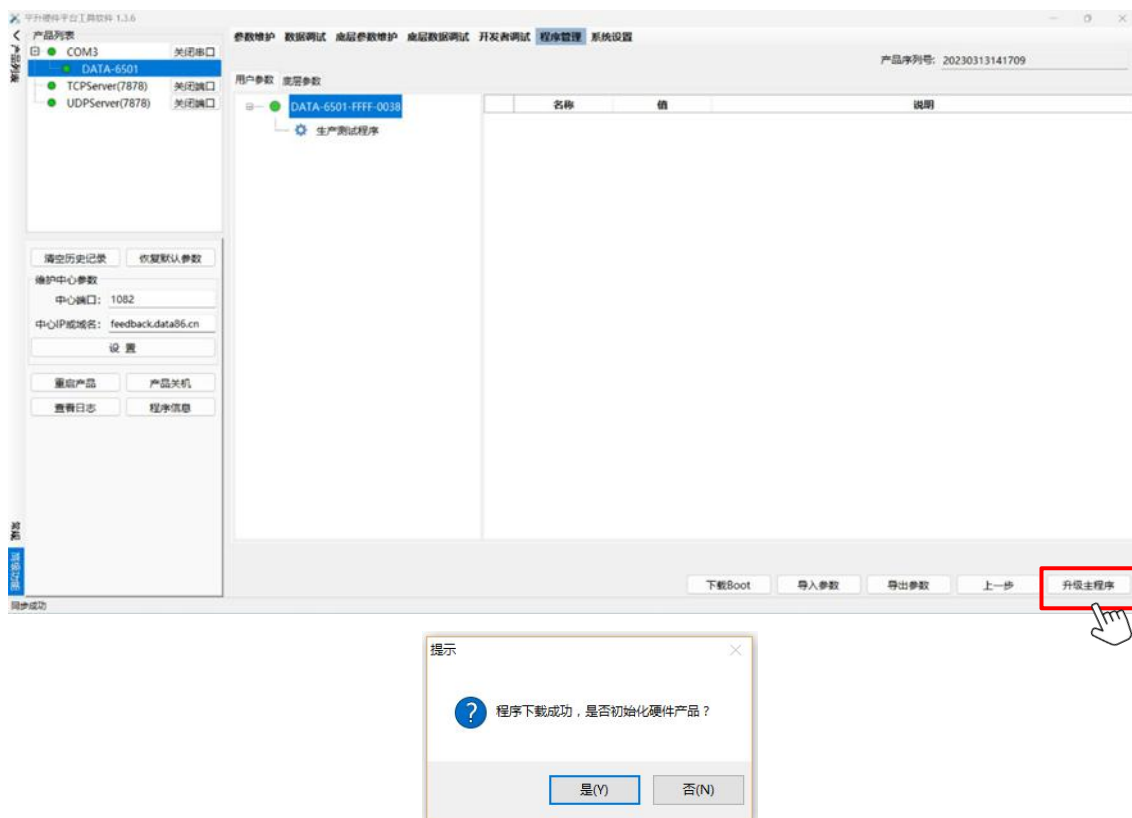 平升硬件平台工具软件 1.3.6
产品列表
产品列表
COM3 关闭串口
DATA-6501
TCPServer(7878) 关闭端口
UDPServer(7878) 关闭端口
参数维护 数据调试 底层参数维护 底层数据调试 开发者调试 程序管理 系统设置
产品序列号: 20230313141709
用户参数 底层参数
DATA-6501-FFFF-0038
生产测试程序
名称 值 说明
清空历史记录 恢复默认参数
维护中心参数
中心端口: 1082
中心IP或域名: feedback.data86.cn
设 置
重启产品 产品关机
查看日志 程序信息
常规
高级功能
下载Boot 导入参数 导出参数 上一步 升级主程序
同步成功
提示
程序下载成功，是否初始化硬件产品？
是(Y) 否(N)